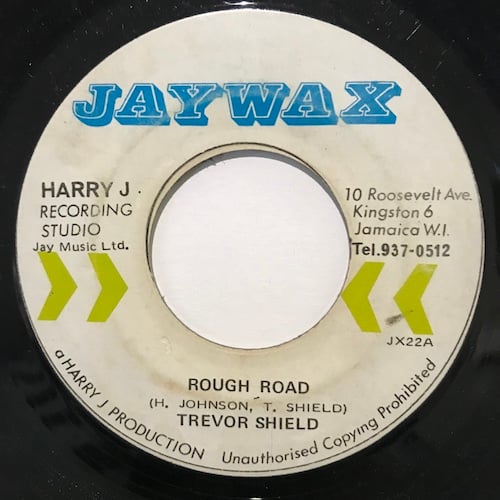 JAYWAX
HARRY J.
RECORDING
STUDIO
Jay Music Ltd.
10 Roosevelt Ave.
Kingston 6
Jamaica W.I.
Tel.937-0512
JX22A
ROUGH ROAD
(H. JOHNSON, T. SHIELD)
TREVOR SHIELD
a HARRY J PRODUCTION
Unauthorised Copying Prohibited